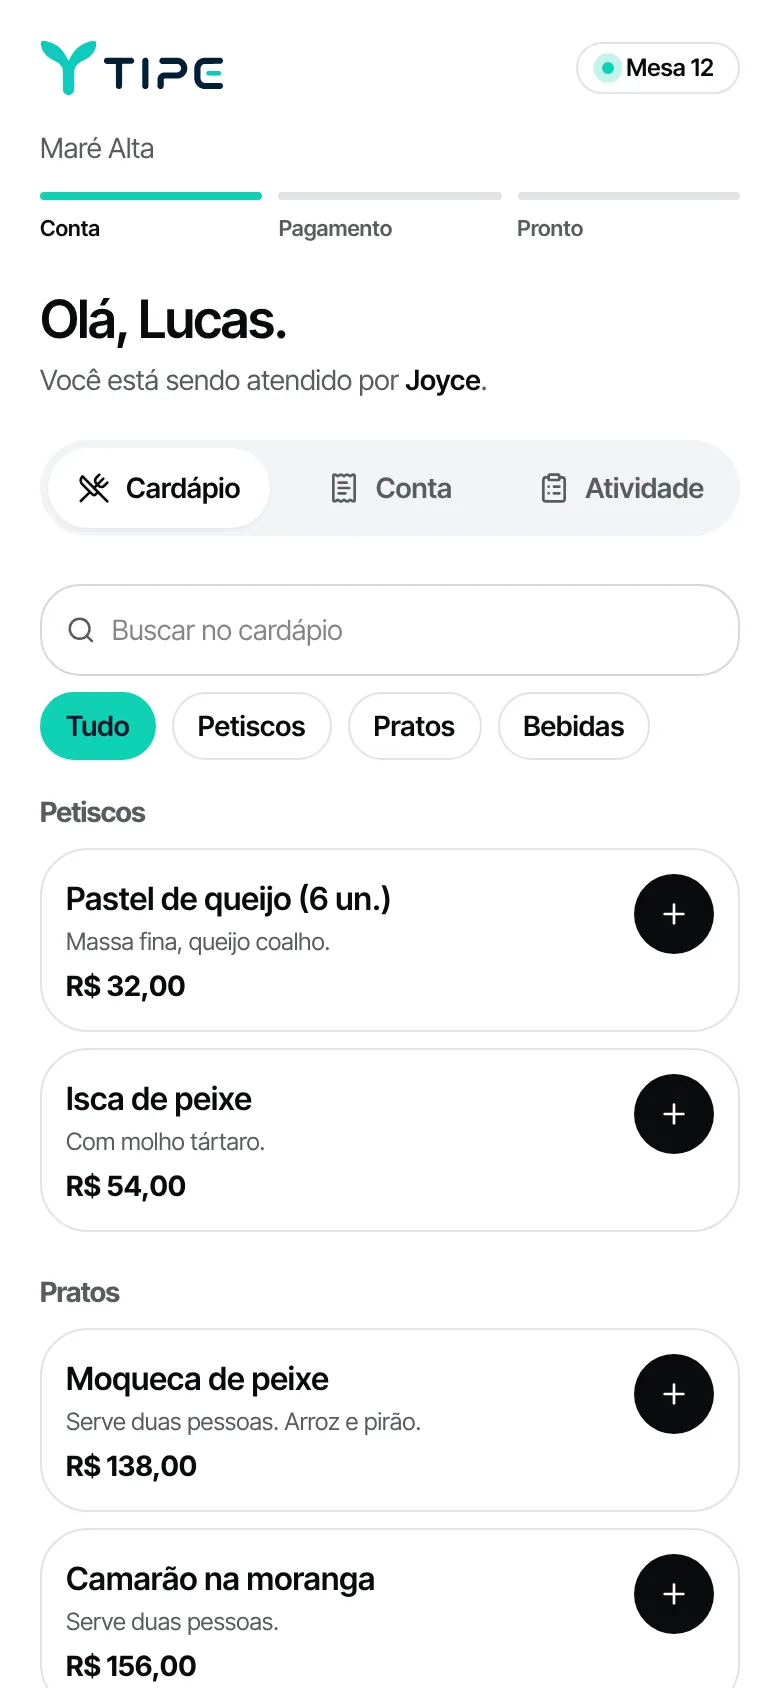 TIPE
Mesa 12
Maré Alta
Conta
Pagamento
Pronto
Olá, Lucas.
Você está sendo atendido por Joyce.
Cardápio
Conta
Atividade
Buscar no cardápio
Tudo
Petiscos
Pratos
Bebidas
Petiscos
Pastel de queijo (6 un.)
Massa fina, queijo coalho.
R$ 32,00
Isca de peixe
Com molho tártaro.
R$ 54,00
Pratos
Moqueca de peixe
Serve duas pessoas. Arroz e pirão.
R$ 138,00
Camarão na moranga
Serve duas pessoas.
R$ 156,00